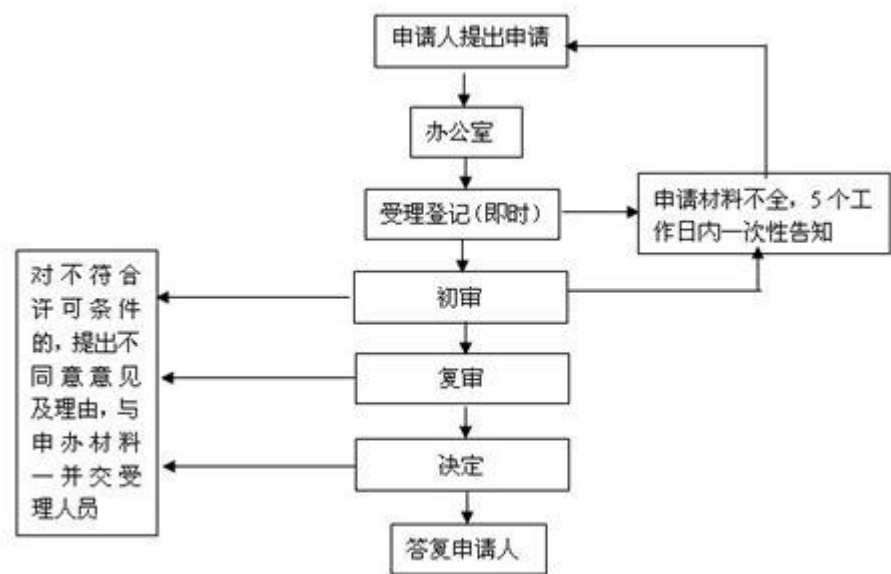 申请人提出申请
办公室
受理登记(即时)
申请材料不全，5个工
作日内一次性告知
初审
复审
决定
答复申请人
对不符合
许可条件
的，提出不
同意意见
及理由，与
申办材料
一并交受
理人员